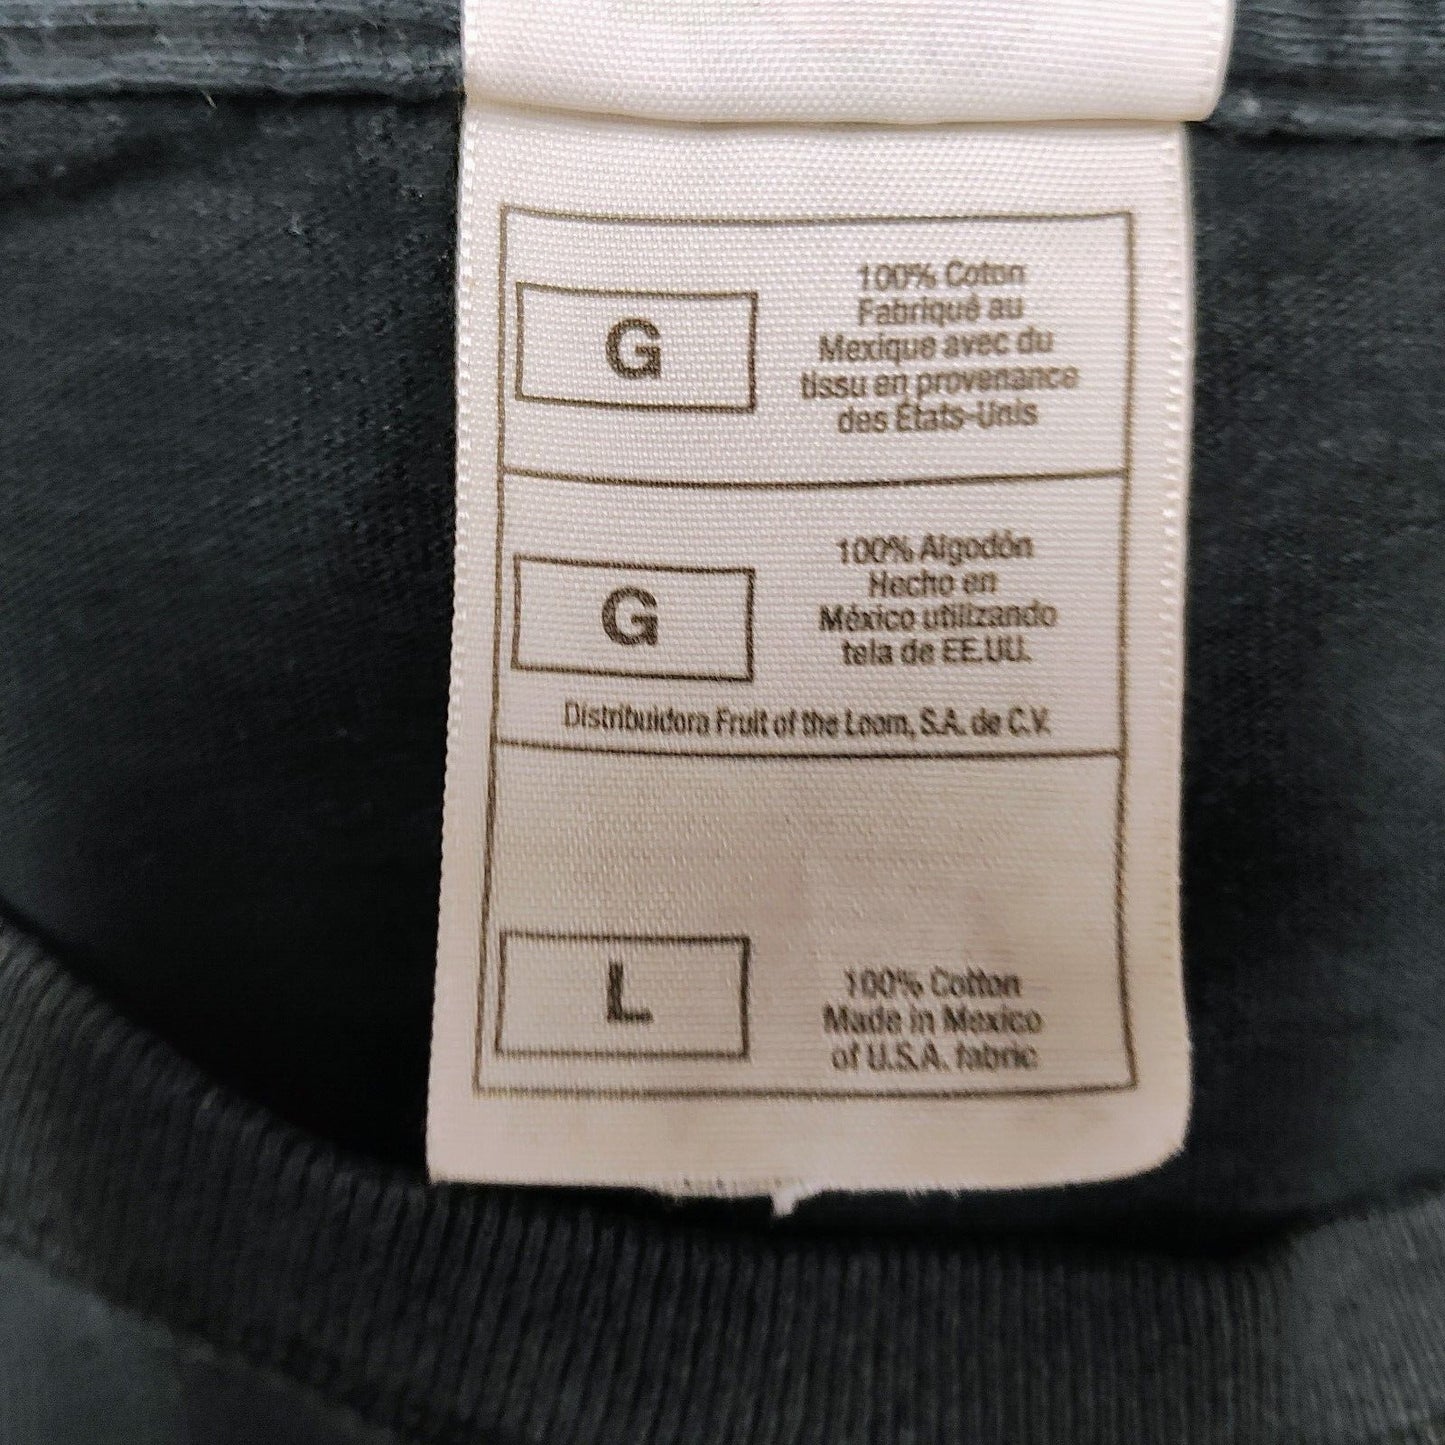 G
100% Coton
Fabriqué au
Mexique avec du
tissu en provenance
des États-Unis
G
100% Algodón
Hecho en
México utilizando
tela de EE.UU.
Distribuidora Fruit of the Loom, S.A. de C.V.
L
100% Cotton
Made in Mexico
of U.S.A. fabric